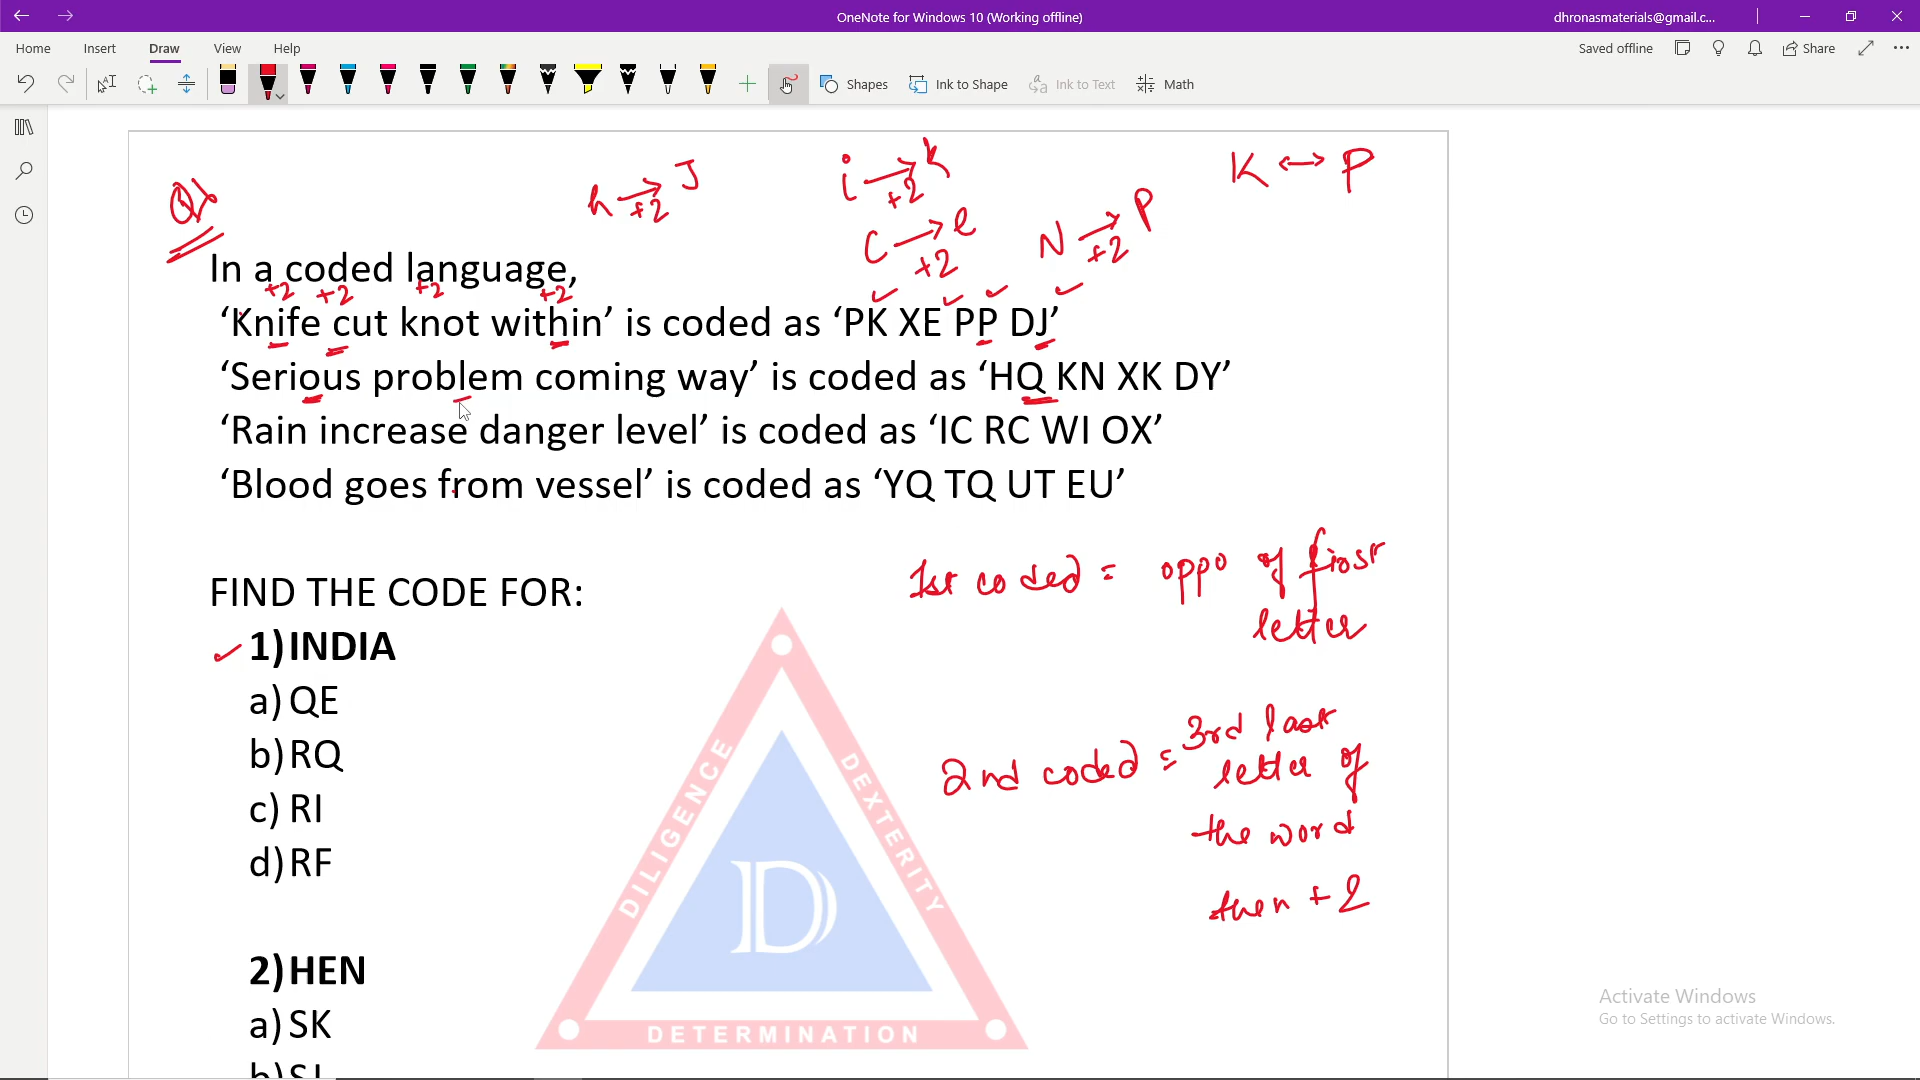 OneNote for Windows 10 (Working offline)
dhronasmaterials@gmail.c...
Home Insert Draw View Help
Saved offline
Share
Shapes
Ink to Shape
Ink to Text
Math
h → J
+2
i → k
+2
K ↔ P
C → e
+2
N → P
+2
In a coded language,
+2 +2 +2 +2
‘Knife cut knot within’ is coded as ‘PK XE PP DJ’
‘Serious problem coming way’ is coded as ‘HQ KN XK DY’
‘Rain increase danger level’ is coded as ‘IC RC WI OX’
‘Blood goes from vessel’ is coded as ‘YQ TQ UT EU’
1st coded = oppo of first
letter
FIND THE CODE FOR:
1) INDIA
a) QE
b) RQ
c) RI
d) RF
2nd coded = 3rd last
letter of
the word
then +2
2) HEN
a) SK
DILIGENCE
DEXTERITY
DETERMINATION
D
Activate Windows
Go to Settings to activate Windows.